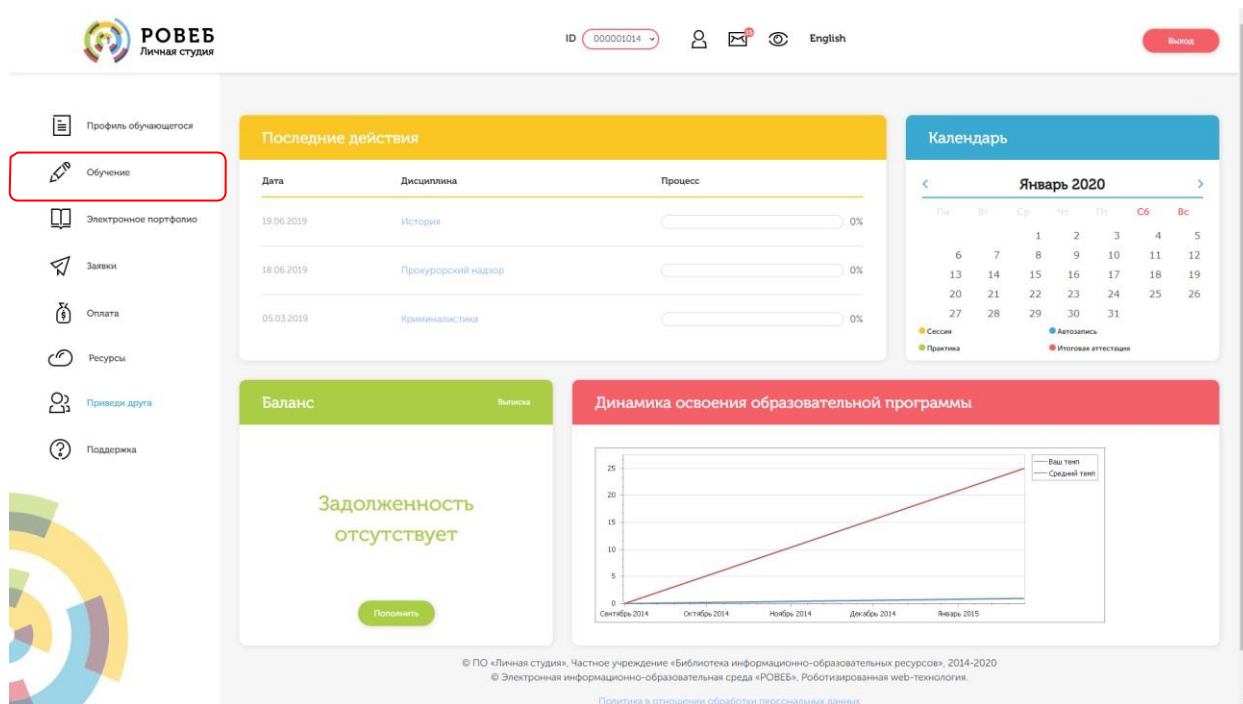 РОВЕБ
Личная студия
ID 000001014
English
Выход
Профиль обучающегося
Обучение
Электронное портфолио
Заявки
Оплата
Ресурсы
Приведи друга
Поддержка
Последние действия
Дата Дисциплина Процесс
19.06.2019 История 0%
18.06.2019 Прокурорский надзор 0%
05.03.2019 Криминалистика 0%
Календарь
Январь 2020
Пн Вт Ср Чт Пт Сб Вс
1 2 3 4 5
6 7 8 9 10 11 12
13 14 15 16 17 18 19
20 21 22 23 24 25 26
27 28 29 30 31
Сессия Автозапись
Практика Итоговая аттестация
Баланс Выписка
Задолженность
отсутствует
Пополнить
Динамика освоения образовательной программы
Ваш темп
Средний темп
25
20
15
10
5
0
Сентябрь 2014 Октябрь 2014 Ноябрь 2014 Декабрь 2014 Январь 2015
© ПО «Личная студия», Частное учреждение «Библиотека информационно-образовательных ресурсов», 2014-2020
© Электронная информационно-образовательная среда «РОВЕБ», Роботизированная web-технология.
Политика в отношении обработки персональных данных